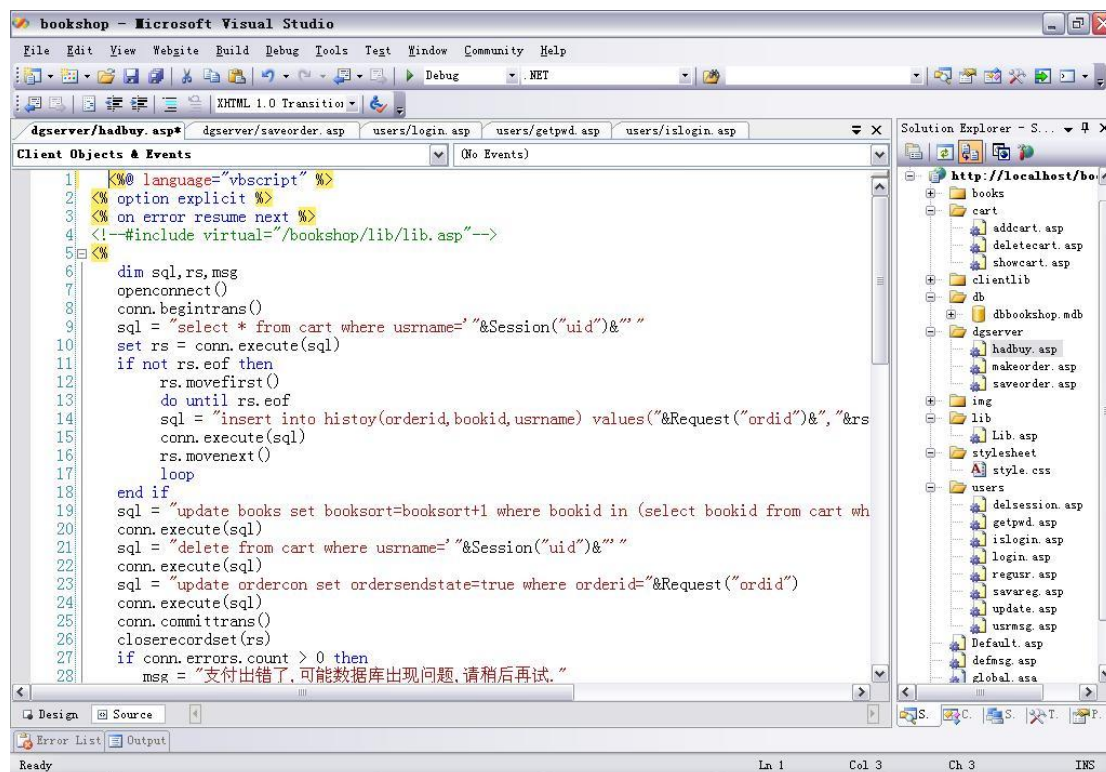 bookshop - Microsoft Visual Studio
File Edit View Website Build Debug Tools Test Window Community Help
Debug .NET
XHTML 1.0 Transition
dgserver/hadbuy.asp* dgserver/saveorder.asp users/login.asp users/getpwd.asp users/islogin.asp
Client Objects & Events (No Events)
1 <%@ language="vbscript" %>
2 <% option explicit %>
3 <% on error resume next %>
4 <!--#include virtual="/bookshop/lib/lib.asp"-->
5 <%
6 dim sql,rs,msg
7 openconnect()
8 conn.begintrans()
9 sql = "select * from cart where usrname='"&Session("uid")&"'"
10 set rs = conn.execute(sql)
11 if not rs.eof then
12 rs.movefirst()
13 do until rs.eof
14 sql = "insert into histoy(orderid,bookid,usrname) values("&Request("ordid")&","&rs
15 conn.execute(sql)
16 rs.movenext()
17 loop
18 end if
19 sql = "update books set booksort=booksort+1 where bookid in (select bookid from cart wh
20 conn.execute(sql)
21 sql = "delete from cart where usrname='"&Session("uid")&"'"
22 conn.execute(sql)
23 sql = "update ordercon set ordersendstate=true where orderid="&Request("ordid")
24 conn.execute(sql)
25 conn.committrans()
26 closerecordset(rs)
27 if conn.errors.count > 0 then
28 msg = "支付出错了,可能数据库出现问题,请稍后再试."
Design Source
Error List Output
Ready Ln 1 Col 3 Ch 3 INS
Solution Explorer - S...
http://localhost/bo
books
cart
addcart.asp
deletecart.asp
showcart.asp
clientlib
db
dbbookshop.mdb
dgserver
hadbuy.asp
makeorder.asp
saveorder.asp
img
lib
Lib.asp
stylesheet
style.css
users
delsession.asp
getpwd.asp
islogin.asp
login.asp
regusr.asp
savareg.asp
update.asp
usrmsg.asp
Default.asp
defmsg.asp
global.asa
S. C. S. T. P.